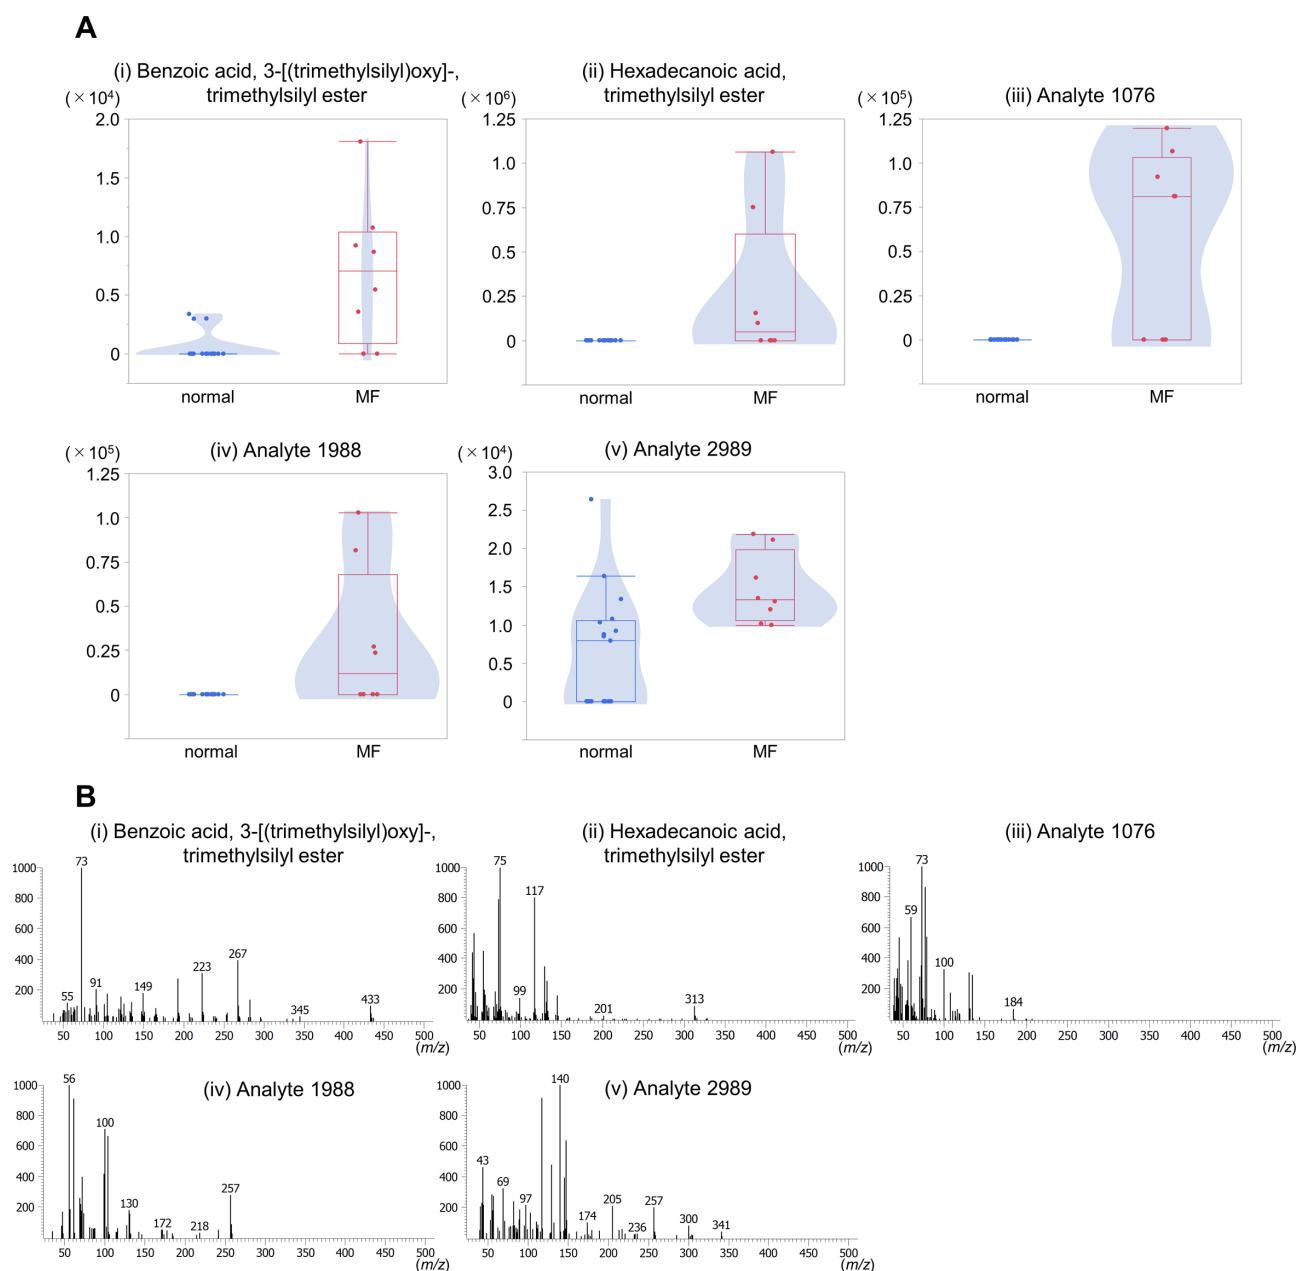 A
(i) Benzoic acid, 3-[(trimethylsilyl)oxy]-,
trimethylsilyl ester
(×10⁴)
2.0
1.5
1.0
0.5
0
normal
MF
(ii) Hexadecanoic acid,
trimethylsilyl ester
(×10⁶)
1.25
1.0
0.75
0.5
0.25
0
normal
MF
(iii) Analyte 1076
(×10⁵)
1.25
1.0
0.75
0.5
0.25
0
normal
MF
(iv) Analyte 1988
(×10⁵)
1.25
1.0
0.75
0.5
0.25
0
normal
MF
(v) Analyte 2989
(×10⁴)
3.0
2.5
2.0
1.5
1.0
0.5
0
normal
MF
B
(i) Benzoic acid, 3-[(trimethylsilyl)oxy]-,
trimethylsilyl ester
1000
800
600
400
200
55
73
91
149
223
267
345
433
50 100 150 200 250 300 350 400 450 500
(m/z)
(ii) Hexadecanoic acid,
trimethylsilyl ester
1000
800
600
400
200
75
99
117
201
313
50 100 150 200 250 300 350 400 450 500
(m/z)
(iii) Analyte 1076
1000
800
600
400
200
59
73
100
184
50 100 150 200 250 300 350 400 450 500
(m/z)
(iv) Analyte 1988
1000
800
600
400
200
56
100
130
172
218
257
50 100 150 200 250 300 350 400 450 500
(m/z)
(v) Analyte 2989
1000
800
600
400
200
43
69
97
140
174
205
236
257
300
341
50 100 150 200 250 300 350 400 450 500
(m/z)